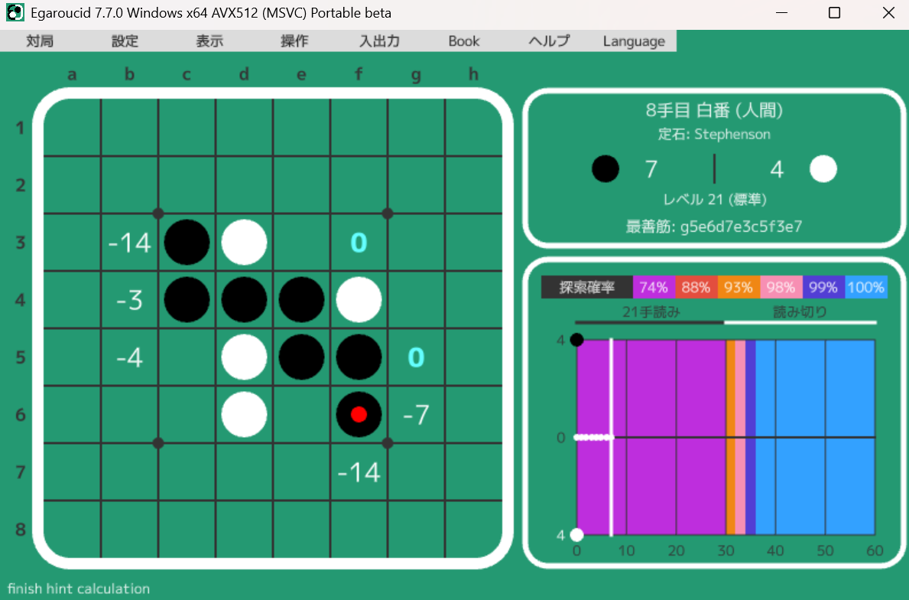 Egaroucid 7.7.0 Windows x64 AVX512 (MSVC) Portable beta
対局 設定 表示 操作 入出力 Book ヘルプ Language
a b c d e f g h
1
2
3 -14 0
4 -3
5 -4 0
6 -7
7 -14
8
8手目 白番 (人間)
定石: Stephenson
7 4
レベル 21 (標準)
最善筋: g5e6d7e3c5f3e7
探索確率 74% 88% 93% 98% 99% 100%
21手読み 読み切り
4
0
4
0 10 20 30 40 50 60
finish hint calculation